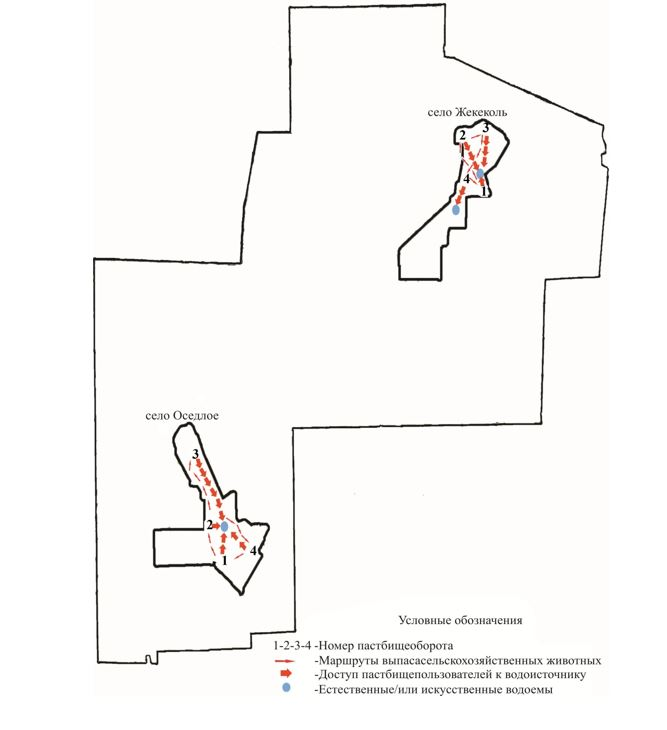 село Жекеколь
2
3
4
1
село Оседлое
3
2
4
1
Условные обозначения
1-2-3-4 -Номер пастбищеоборота
-Маршруты выпасасельскохозяйственных животных
-Доступ пастбищепользователей к водоисточнику
-Естественные/или искусственные водоемы